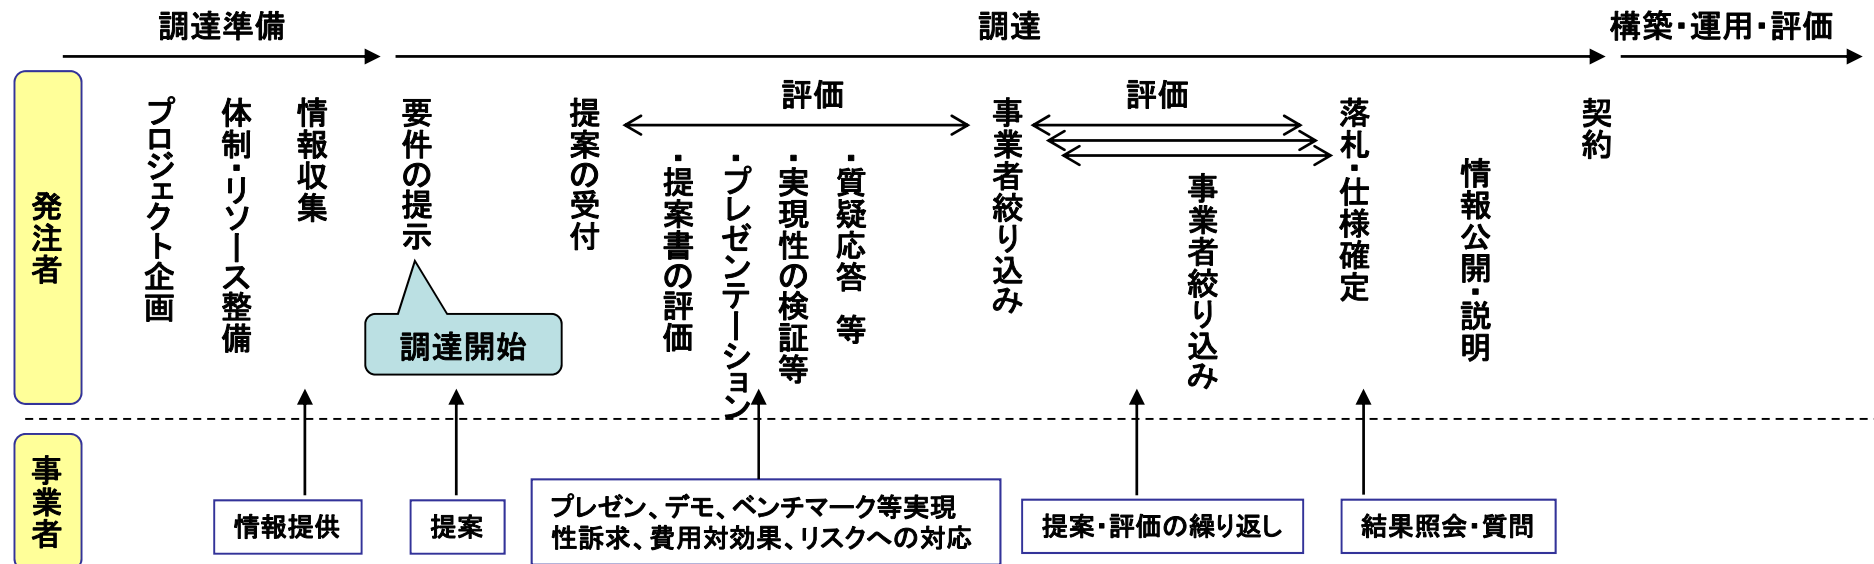 調達準備
調達
構築・運用・評価
発注者
プロジェクト企画
体制・リソース整備
情報収集
要件の提示
調達開始
提案の受付
評価
・提案書の評価
・プレゼンテーション
・実現性の検証等
・質疑応答 等
事業者絞り込み
評価
事業者絞り込み
落札・仕様確定
情報公開・説明
契約
事業者
情報提供
提案
プレゼン、デモ、ベンチマーク等実現
性訴求、費用対効果、リスクへの対応
提案・評価の繰り返し
結果照会・質問